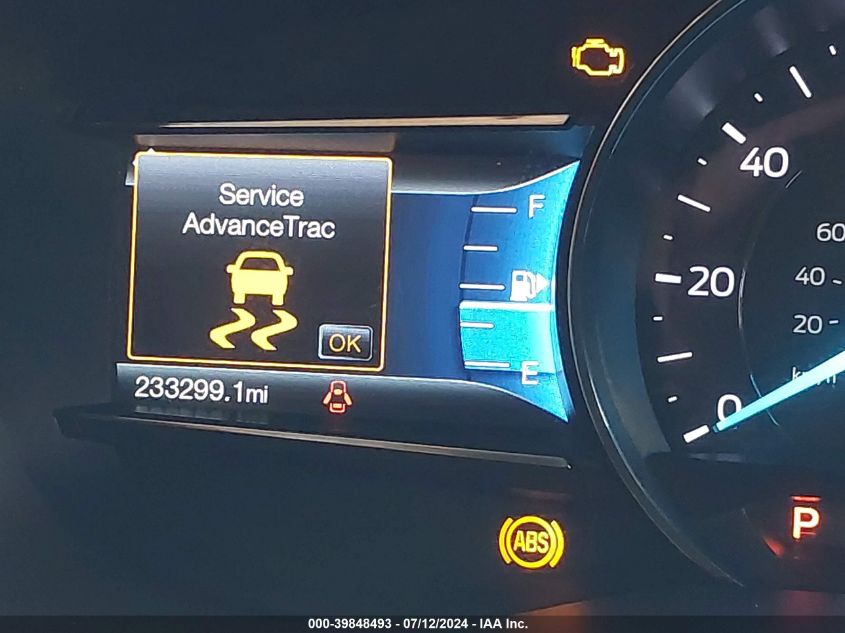 Service
AdvanceTrac
OK
233299.1mi
F
E
40
20
0
60
40
20
km/h
ABS
P
000-39848493 - 07/12/2024 - IAA Inc.